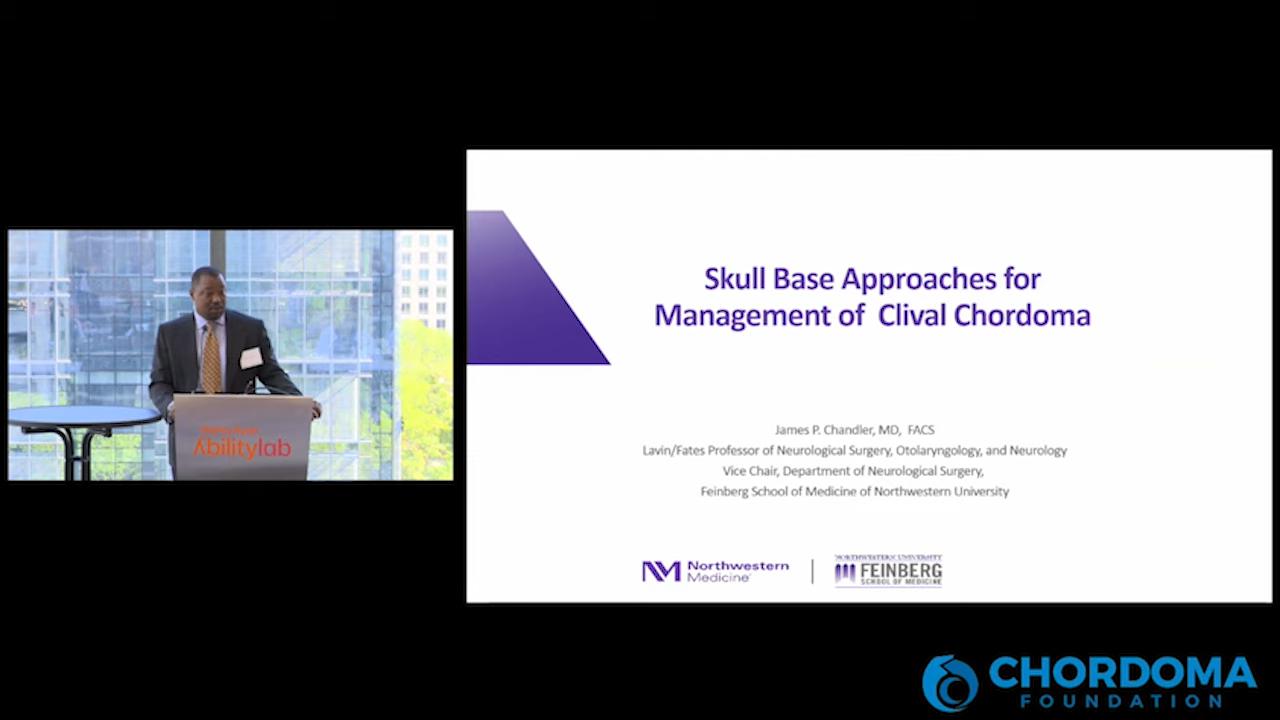 Skull Base Approaches for
Management of Clival Chordoma
James P. Chandler, MD, FACS
Lavin/Fates Professor of Neurological Surgery, Otolaryngology, and Neurology
Vice Chair, Department of Neurological Surgery,
Feinberg School of Medicine of Northwestern University
Northwestern
Medicine
NORTHWESTERN UNIVERSITY
FEINBERG
SCHOOL OF MEDICINE
Abilitylab
CHORDOMA
FOUNDATION